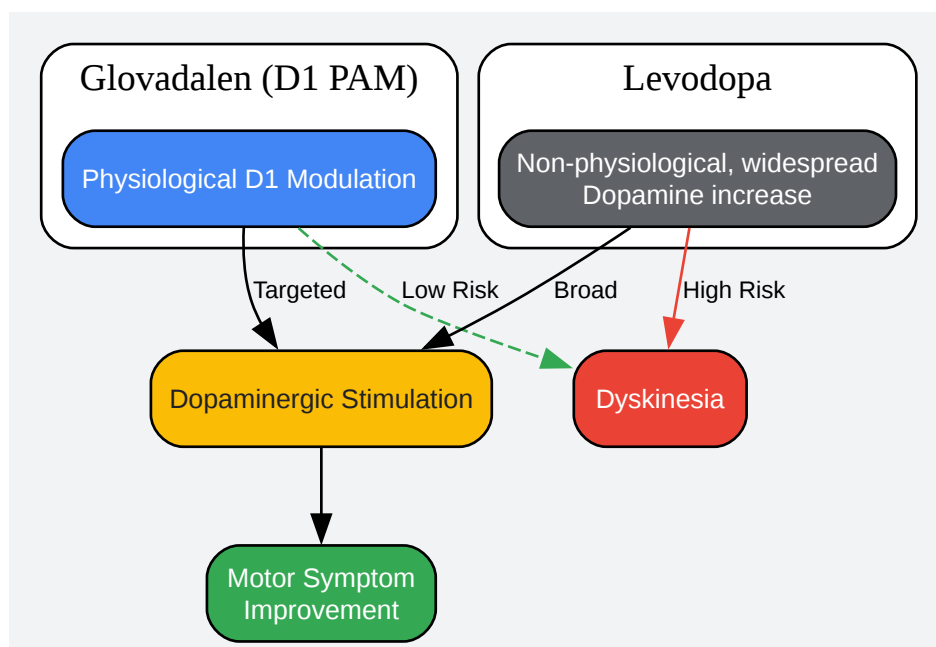 Glovadalen (D1 PAM)
Levodopa
Physiological D1 Modulation
Non-physiological, widespread
Dopamine increase
Targeted
Low Risk
Broad
High Risk
Dopaminergic Stimulation
Dyskinesia
Motor Symptom
Improvement